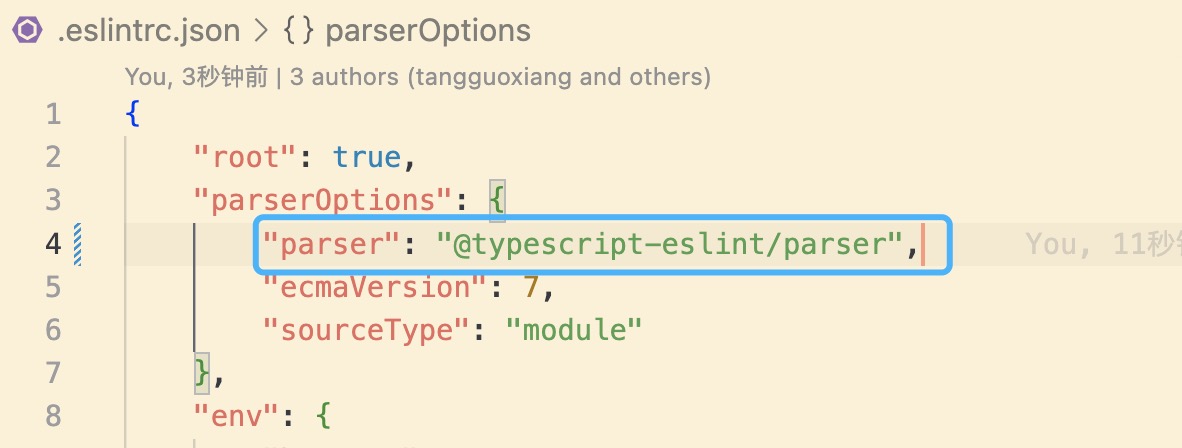 .eslintrc.json > {} parserOptions
You, 3秒钟前 | 3 authors (tangguoxiang and others)
1 {
2 "root": true,
3 "parserOptions": {
4 "parser": "@typescript-eslint/parser", You, 11秒
5 "ecmaVersion": 7,
6 "sourceType": "module"
7 },
8 "env": {